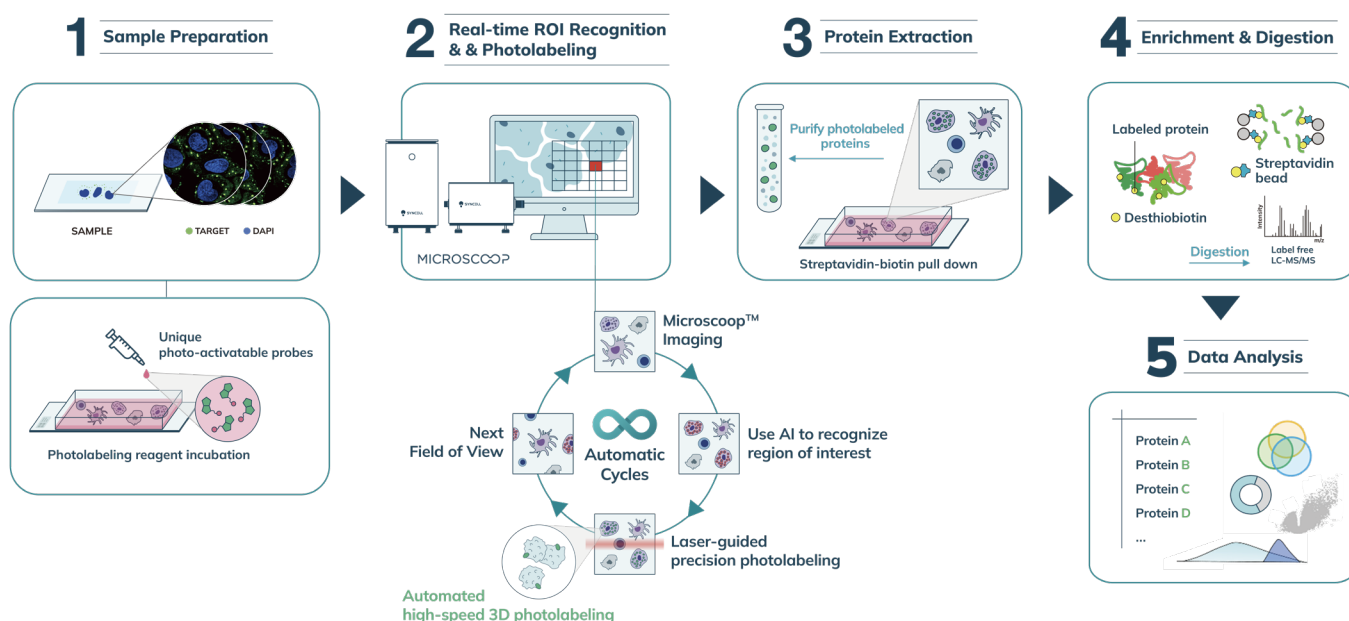 1 Sample Preparation
SAMPLE
TARGET
DAPI
Unique
photo-activatable probes
Photolabeling reagent incubation
2 Real-time ROI Recognition
& & Photolabeling
SYNCELL
SYNCELL
MICROSCOOP
Microscoop™
Imaging
Use AI to recognize
region of interest
Laser-guided
precision photolabeling
Automated
high-speed 3D photolabeling
Next
Field of View
Automatic
Cycles
3 Protein Extraction
Purify photolabeled
proteins
Streptavidin-biotin pull down
4 Enrichment & Digestion
Labeled protein
Desthiobiotin
Streptavidin
bead
Digestion
Intensity
m/z
Label free
LC-MS/MS
5 Data Analysis
Protein A
Protein B
Protein C
Protein D
...